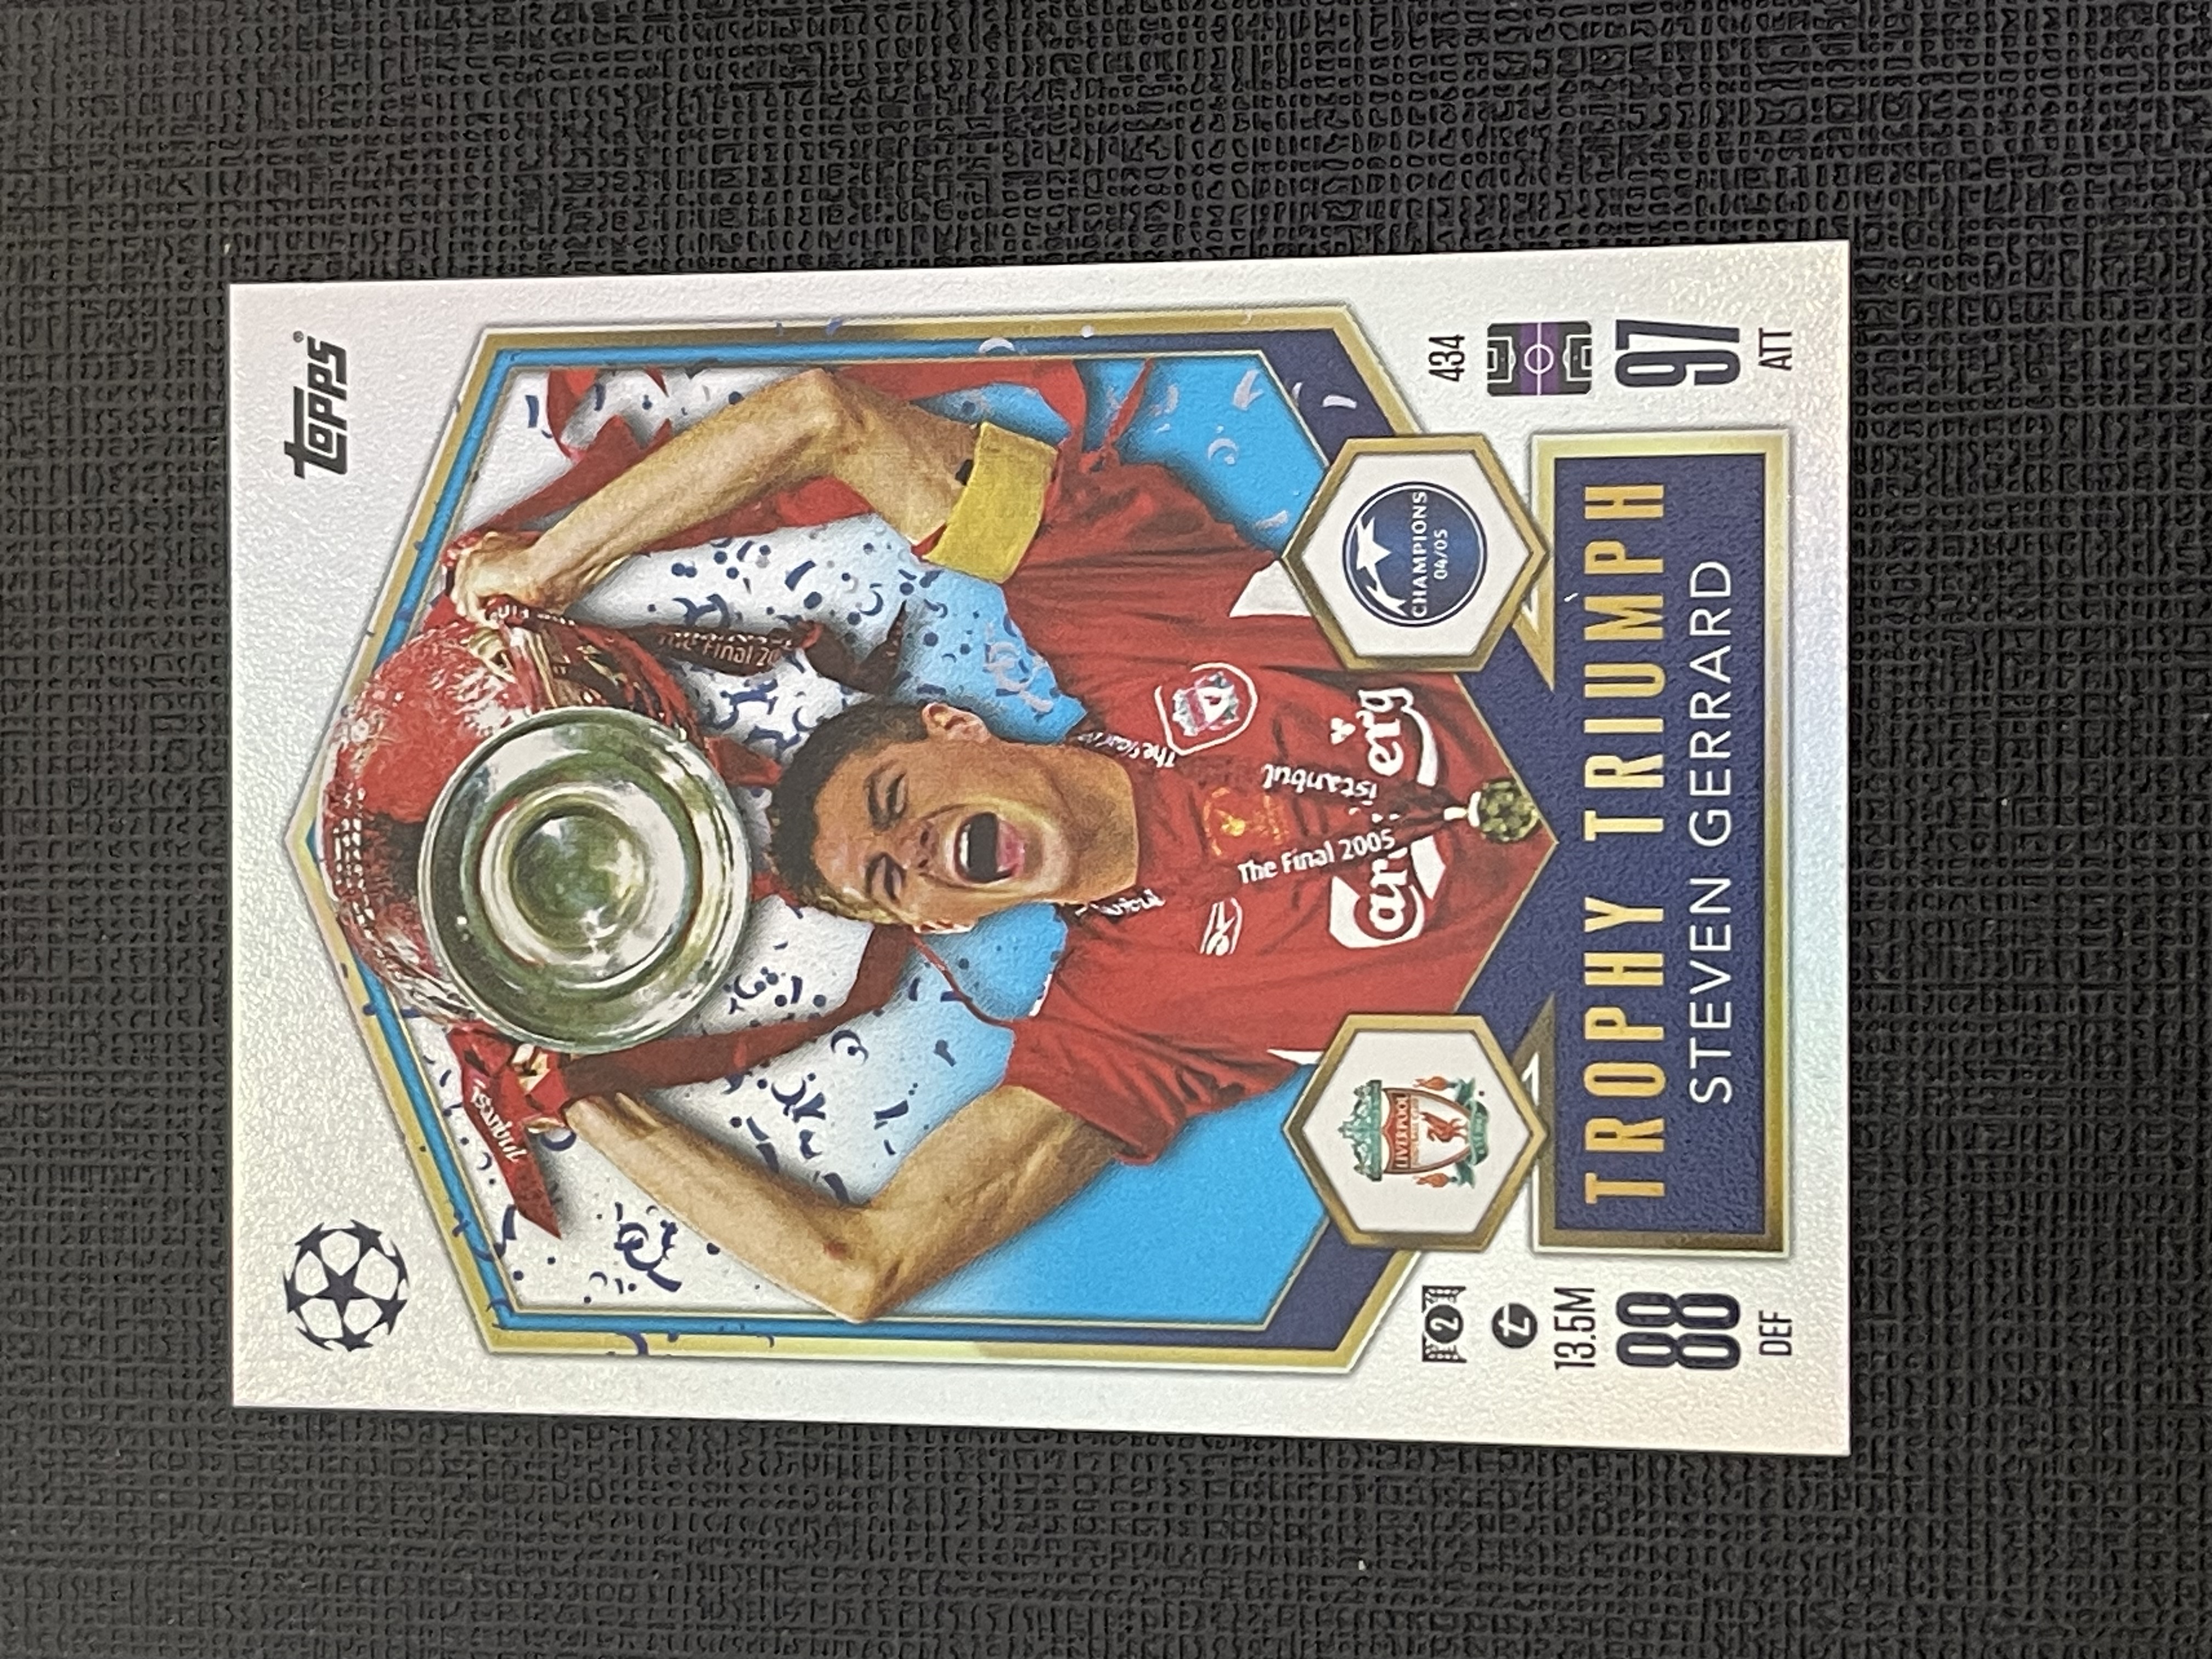 topps
istanbul
The Final 2005
istanbul
Carlsberg
LIVERPOOL
FOOTBALL CLUB
CHAMPIONS
04/05
2
t
13.5M
88
DEF
434
97
ATT
TROPHY TRIUMPH
STEVEN GERRARD